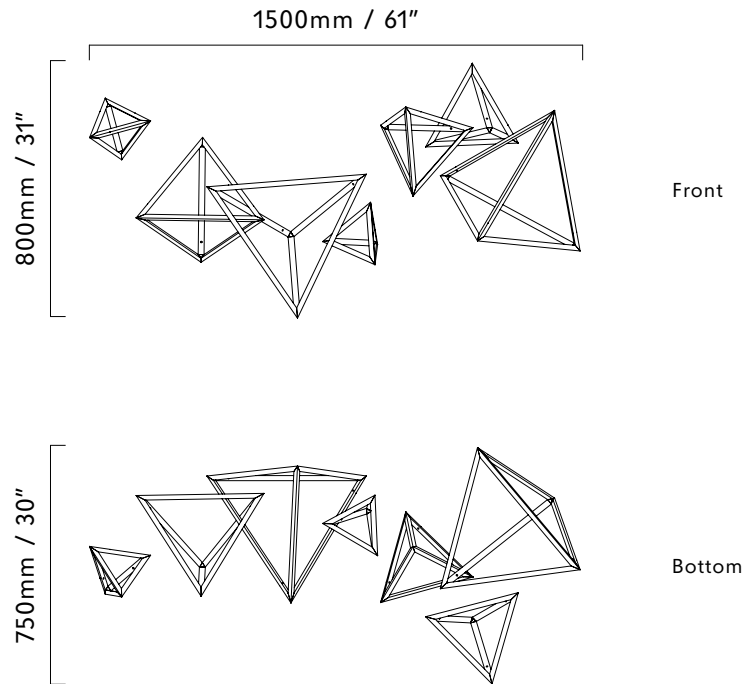 1500mm / 61″
800mm / 31″
Front
750mm / 30″
Bottom